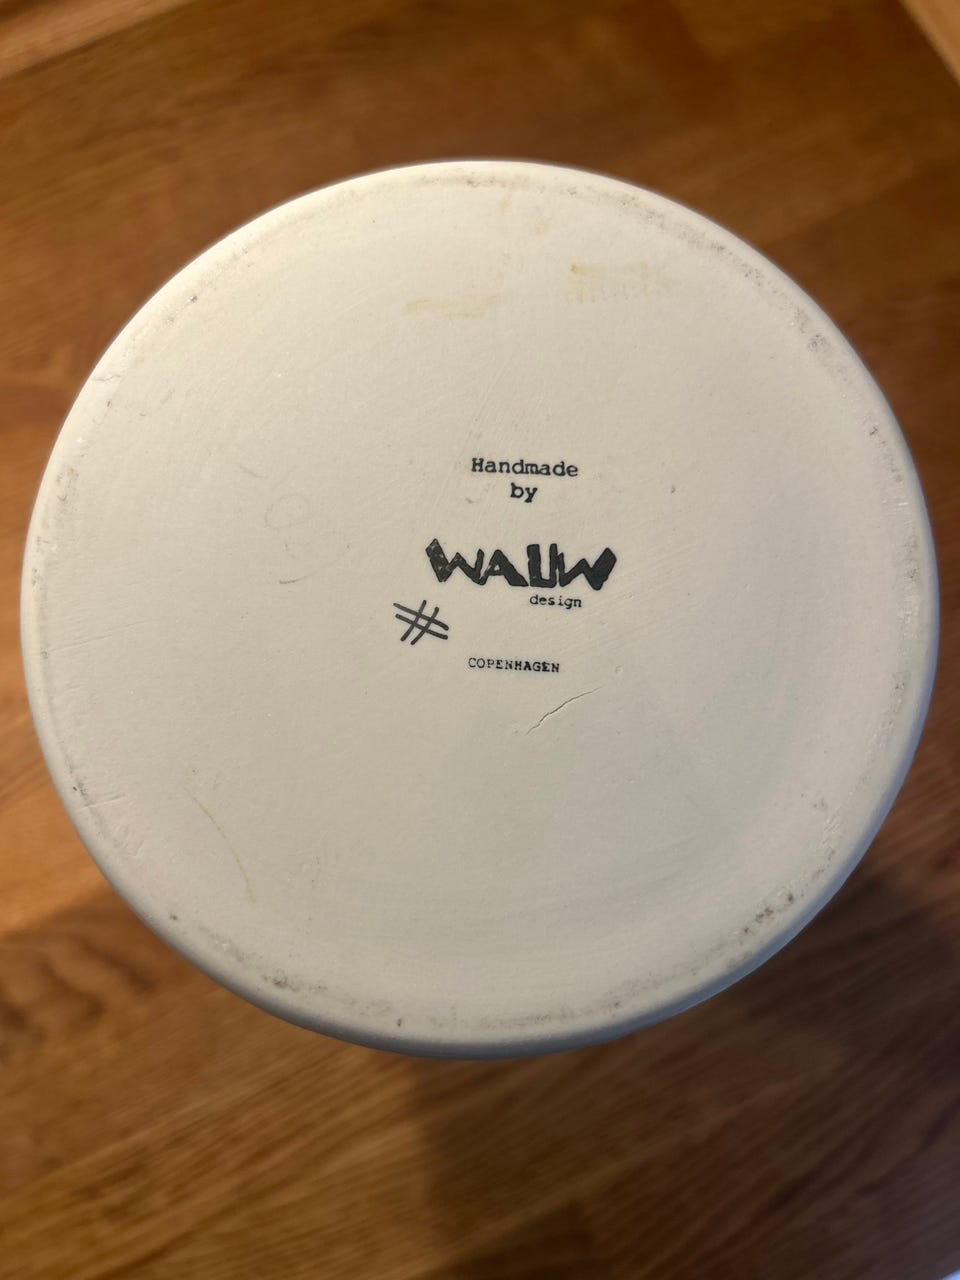 Handmade
by
WAUW
design
#
COPENHAGEN